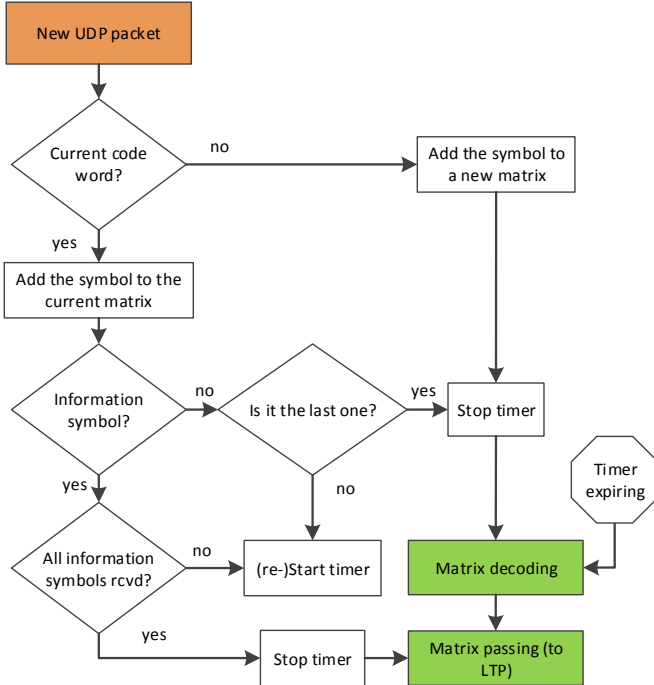 New UDP packet
Current code
word?
no
Add the symbol to
a new matrix
yes
Add the symbol to the
current matrix
Information
symbol?
no
Is it the last one?
yes
Stop timer
Timer
expiring
yes
no
All information
symbols rcvd?
no
(re-)Start timer
Matrix decoding
yes
Stop timer
Matrix passing (to
LTP)